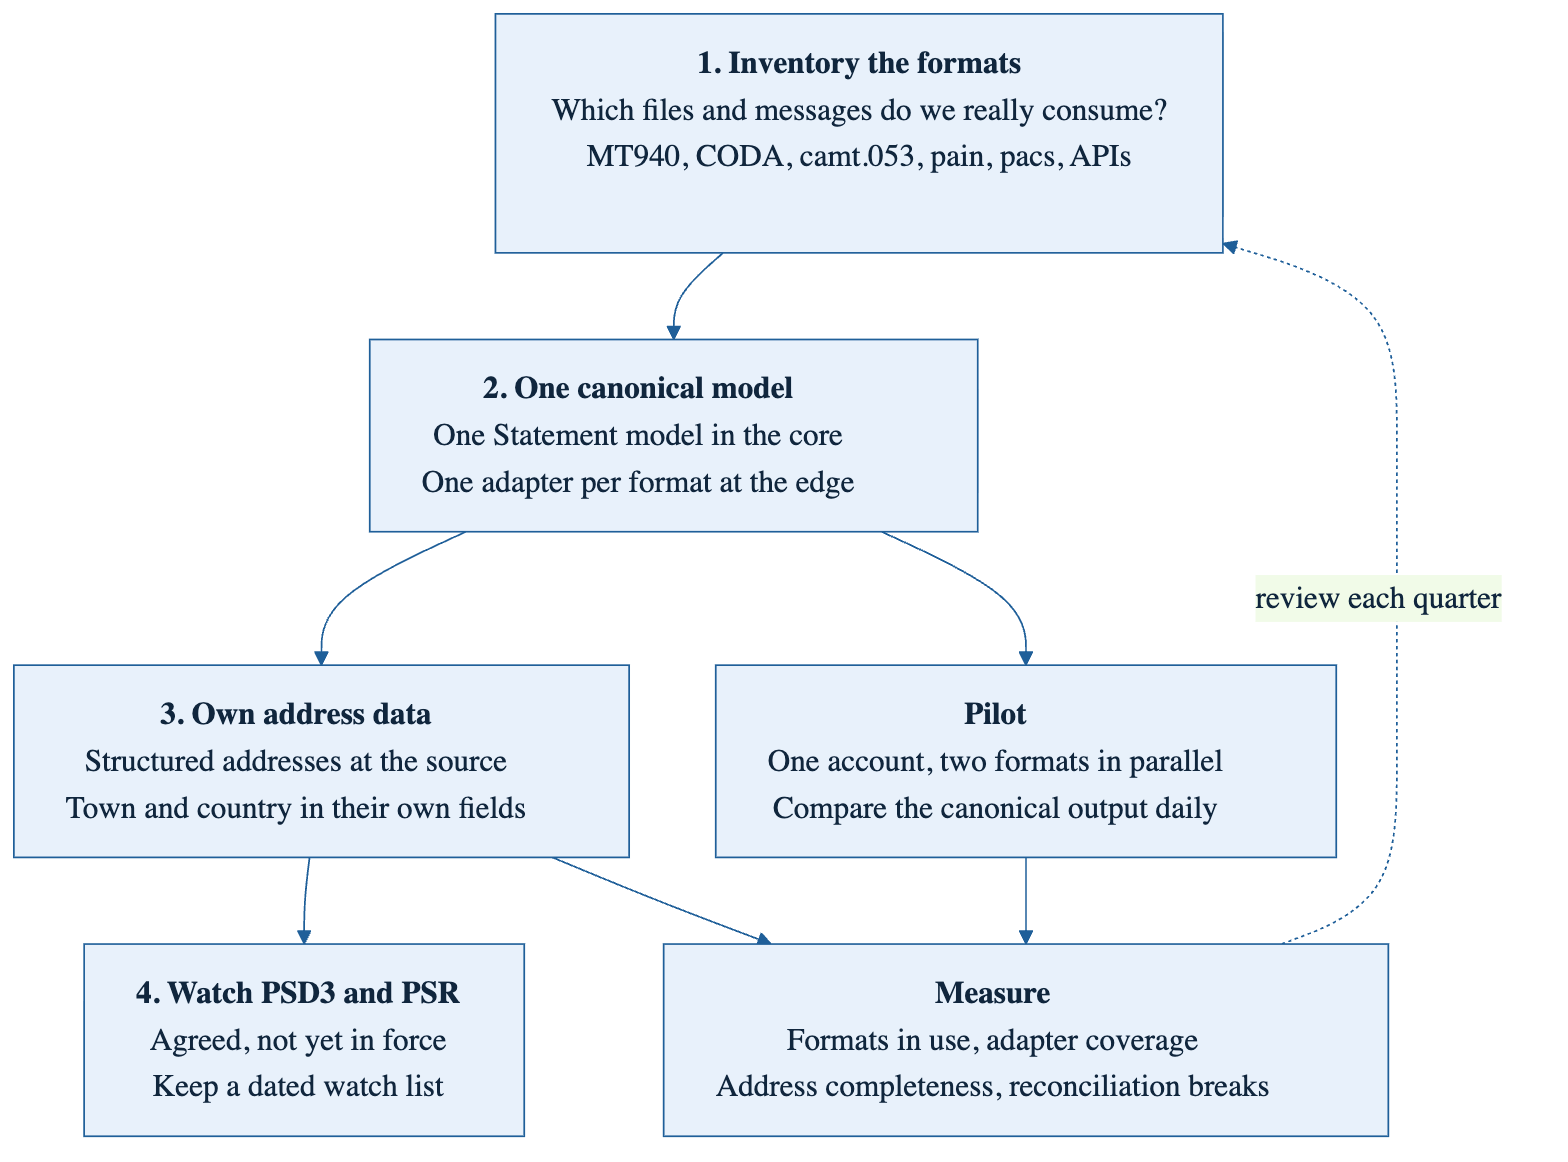 1. Inventory the formats
Which files and messages do we really consume?
MT940, CODA, camt.053, pain, pacs, APIs
2. One canonical model
One Statement model in the core
One adapter per format at the edge
review each quarter
3. Own address data
Structured addresses at the source
Town and country in their own fields
Pilot
One account, two formats in parallel
Compare the canonical output daily
4. Watch PSD3 and PSR
Agreed, not yet in force
Keep a dated watch list
Measure
Formats in use, adapter coverage
Address completeness, reconciliation breaks